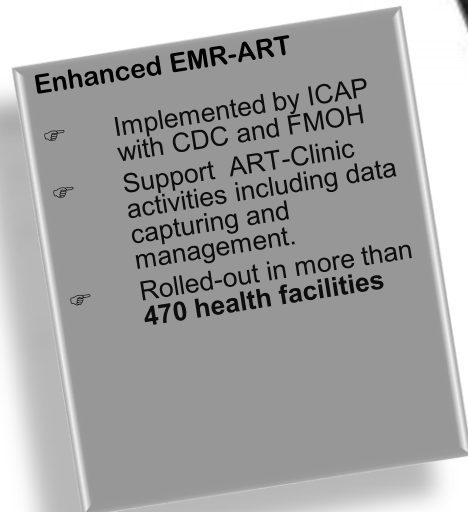 Enhanced EMR-ART
☞ Implemented by ICAP
with CDC and FMOH
☞ Support ART-Clinic
activities including data
capturing and
management.
☞ Rolled-out in more than
470 health facilities